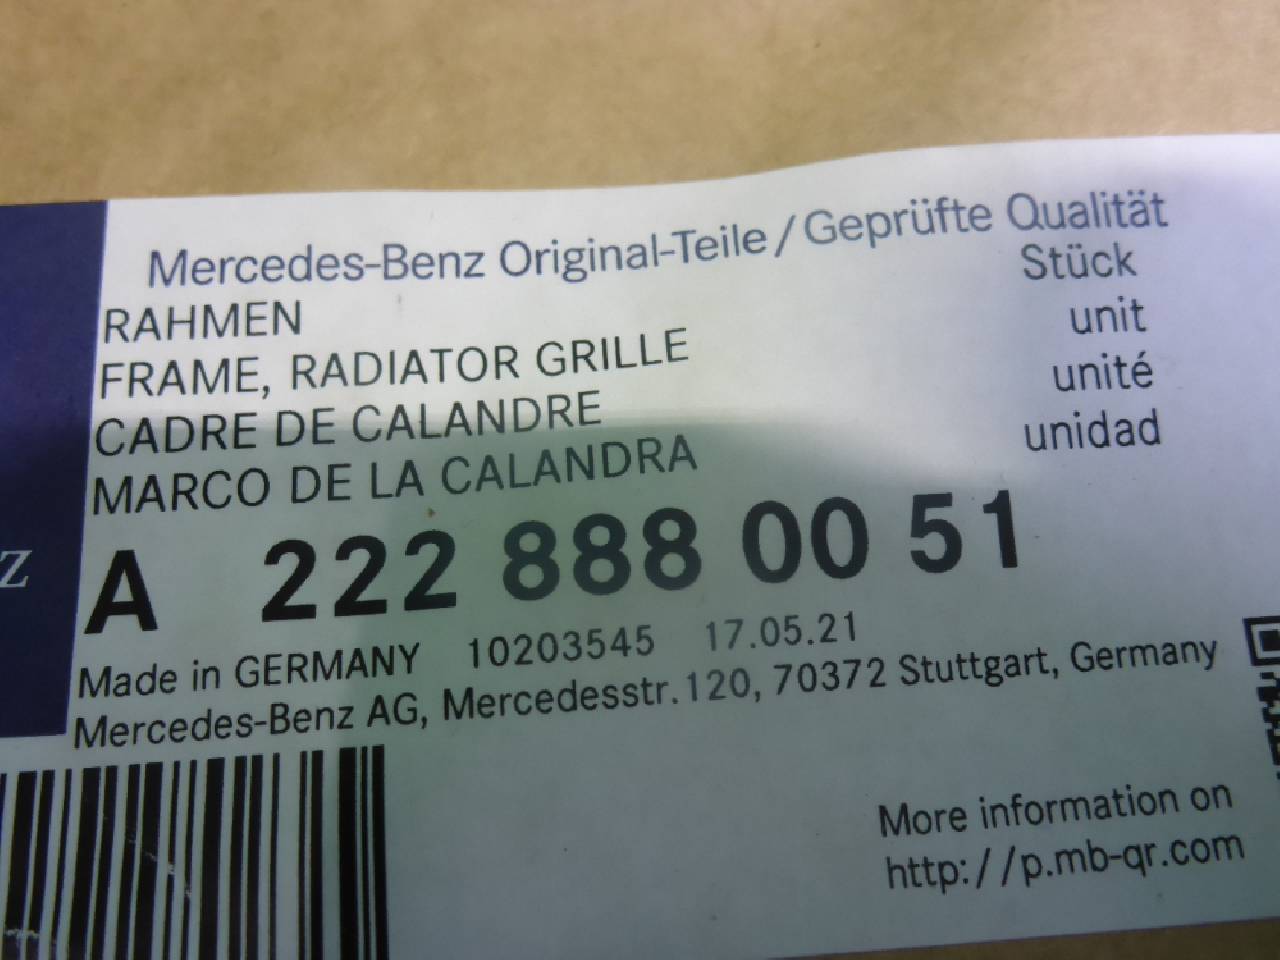 Mercedes-Benz Original-Teile / Geprüfte Qualität
RAHMEN Stück
FRAME, RADIATOR GRILLE unit
CADRE DE CALANDRE unité
MARCO DE LA CALANDRA unidad
A 222 888 00 51
Made in GERMANY 10203545 17.05.21
Mercedes-Benz AG, Mercedesstr. 120, 70372 Stuttgart, Germany
More information on
http://p.mb-qr.com